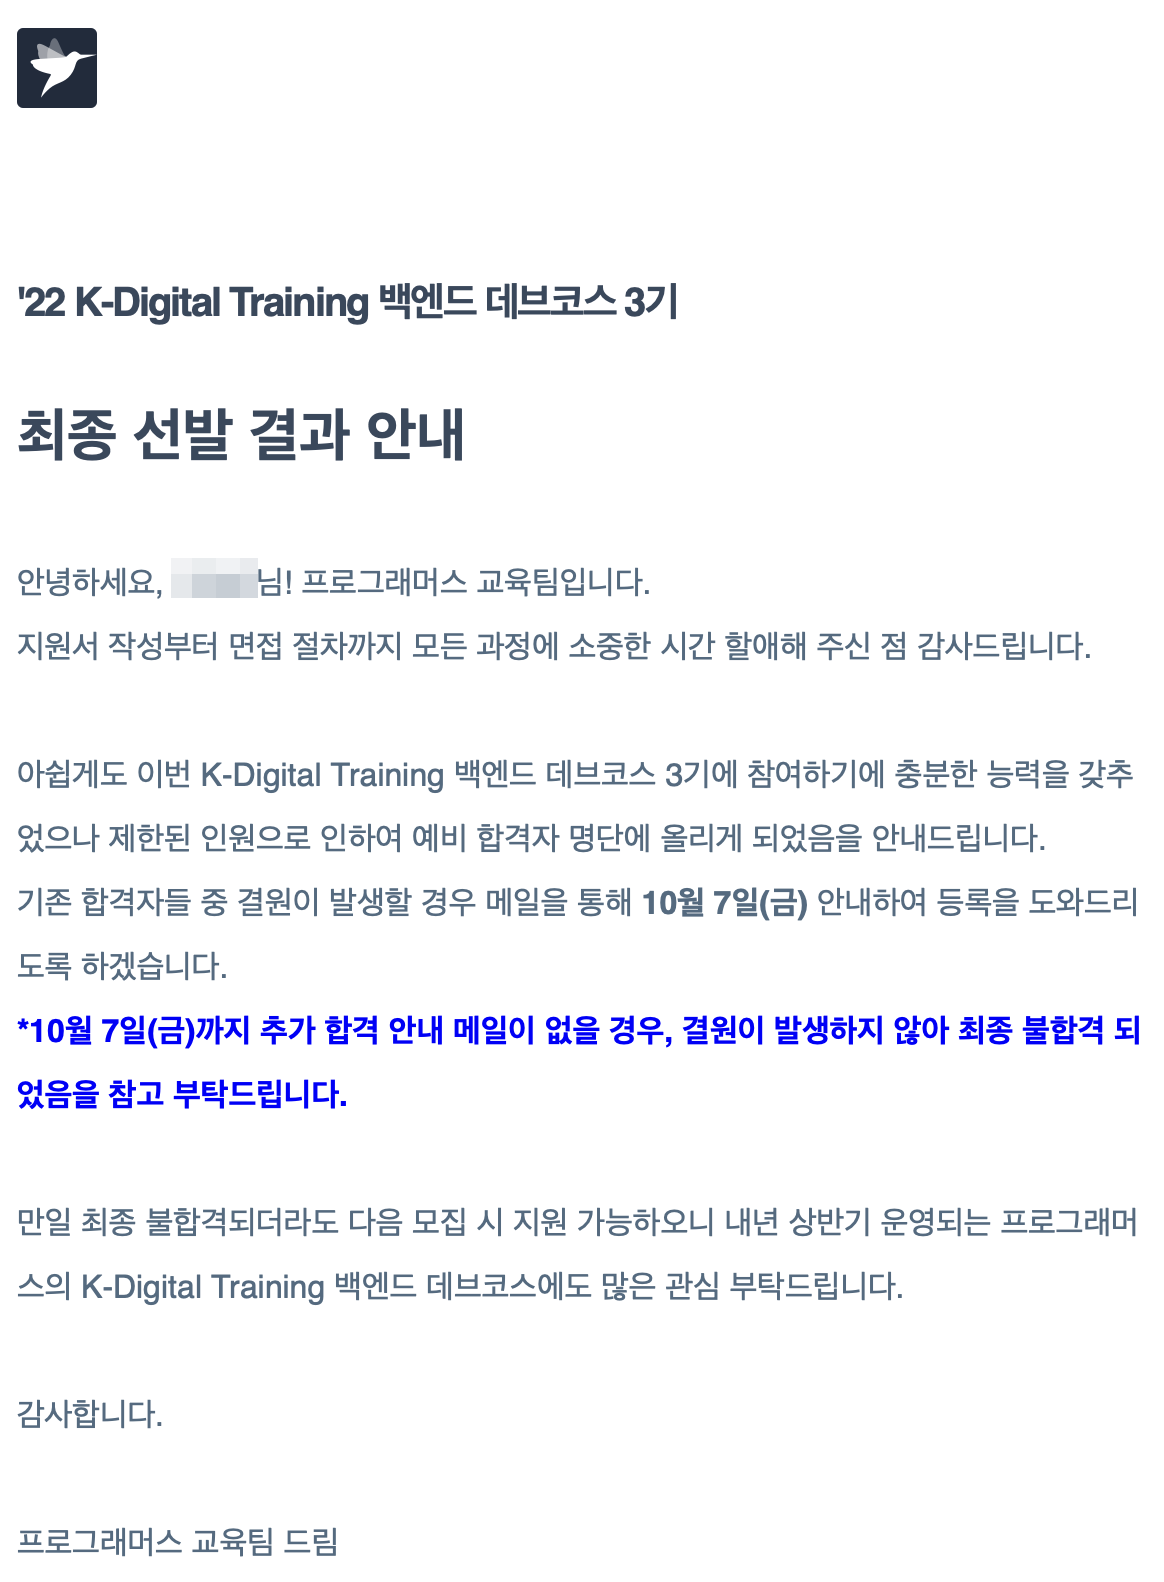 '22 K-Digital Training 백엔드 데브코스 3기
최종 선발 결과 안내
안녕하세요, 님! 프로그래머스 교육팀입니다.
지원서 작성부터 면접 절차까지 모든 과정에 소중한 시간 할애해 주신 점 감사드립니다.
아쉽게도 이번 K-Digital Training 백엔드 데브코스 3기에 참여하기에 충분한 능력을 갖추
었으나 제한된 인원으로 인하여 예비 합격자 명단에 올리게 되었음을 안내드립니다.
기존 합격자들 중 결원이 발생할 경우 메일을 통해 10월 7일(금) 안내하여 등록을 도와드리
도록 하겠습니다.
*10월 7일(금)까지 추가 합격 안내 메일이 없을 경우, 결원이 발생하지 않아 최종 불합격 되
었음을 참고 부탁드립니다.
만일 최종 불합격되더라도 다음 모집 시 지원 가능하오니 내년 상반기 운영되는 프로그래머
스의 K-Digital Training 백엔드 데브코스에도 많은 관심 부탁드립니다.
감사합니다.
프로그래머스 교육팀 드림